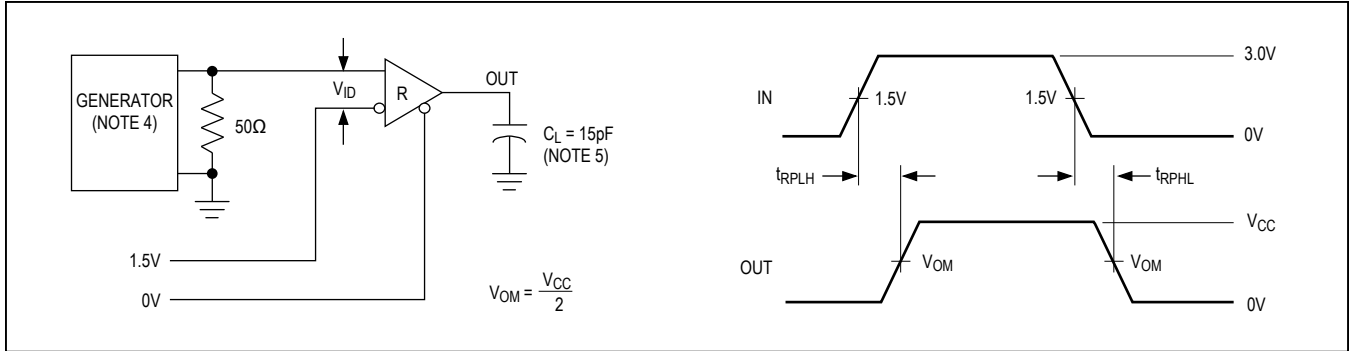 GENERATOR
(NOTE 4)
50Ω
V_ID
R
OUT
C_L = 15pF
(NOTE 5)
1.5V
0V
V_OM = V_CC / 2
IN
1.5V
1.5V
3.0V
0V
t_RPLH
t_RPHL
OUT
V_OM
V_OM
V_CC
0V